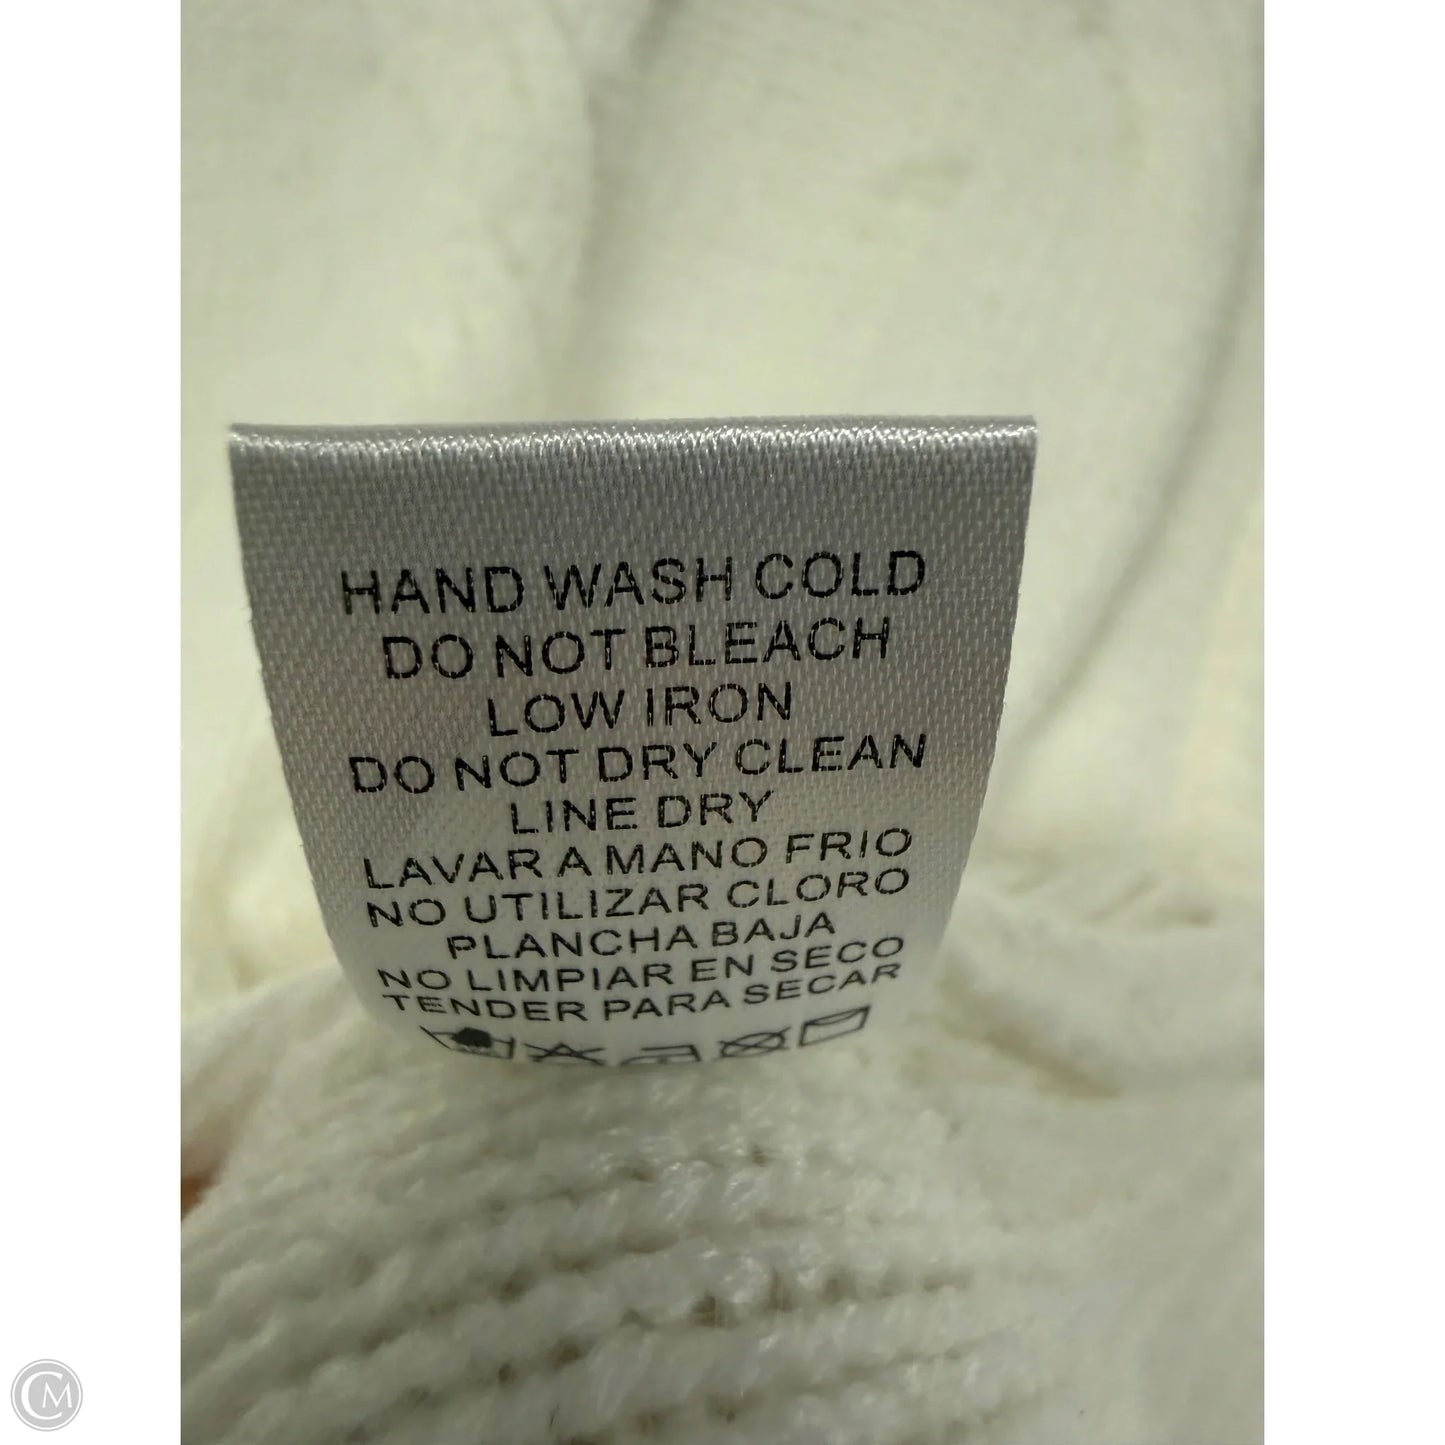 HAND WASH COLD
DO NOT BLEACH
LOW IRON
DO NOT DRY CLEAN
LINE DRY
LAVAR A MANO FRIO
NO UTILIZAR CLORO
PLANCHA BAJA
NO LIMPIAR EN SECO
TENDER PARA SECAR
CM